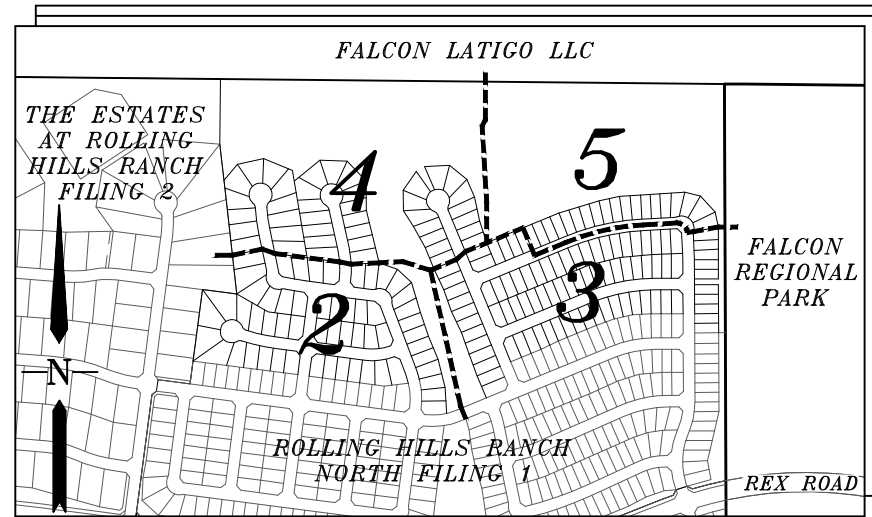 FALCON LATIGO LLC
THE ESTATES
AT ROLLING
HILLS RANCH
FILING 2
4
5
FALCON
REGIONAL
PARK
2
3
N
ROLLING HILLS RANCH
NORTH FILING 1
REX ROAD